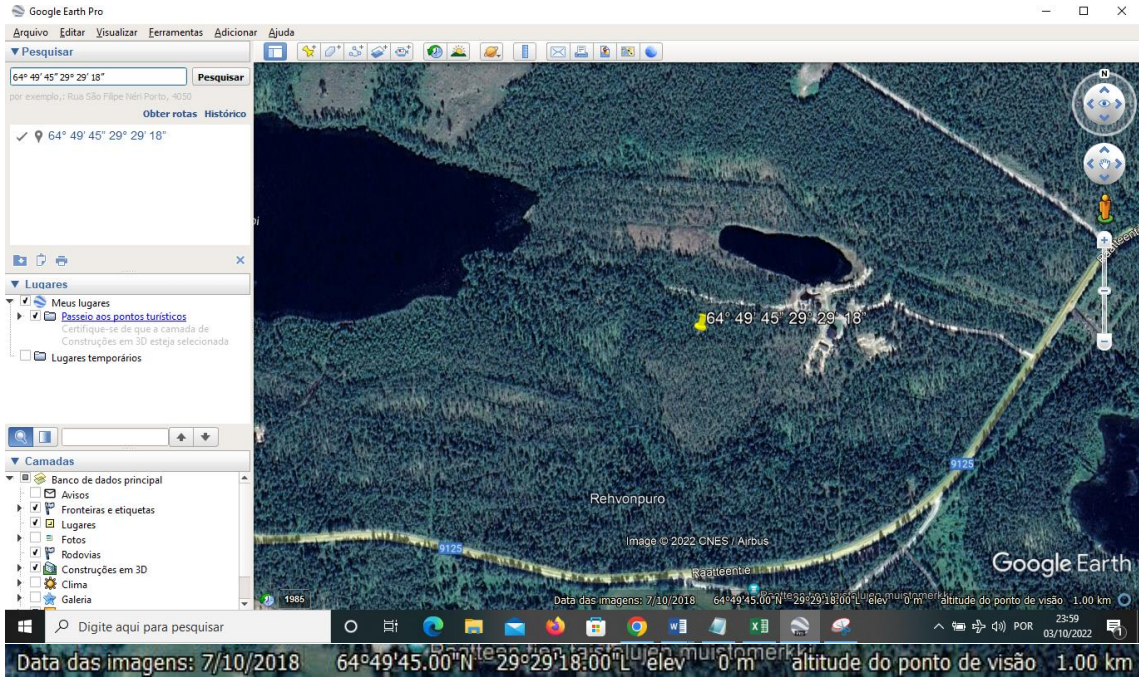 Google Earth Pro
Arquivo Editar Visualizar Ferramentas Adicionar Ajuda
Pesquisar
64° 49' 45" 29° 29' 18" Pesquisar
por exemplo,: Rua São Filipe Néri Porto, 4050
Obter rotas Histórico
64° 49' 45" 29° 29' 18"
Lugares
Meus lugares
Passeio aos pontos turísticos
Certifique-se de que a camada de
Construções em 3D esteja selecionada
Lugares temporários
Camadas
Banco de dados principal
Avisos
Fronteiras e etiquetas
Lugares
Fotos
Rodovias
Construções em 3D
Clima
Galeria
N
Raatteentie
64° 49' 45" 29° 29' 18"
9125
Rehvonpuro
Image © 2022 CNES / Airbus
9125
Raatteentie
Google Earth
1985
Data das imagens: 7/10/2018 64°49'45.00"N 29°29'18.00"L elev 0 m altitude do ponto de visão 1.00 km
Digite aqui para pesquisar
POR
23:59
03/10/2022
Data das imagens: 7/10/2018 64°49'45.00"N 29°29'18.00"L elev 0 m altitude do ponto de visão 1.00 km